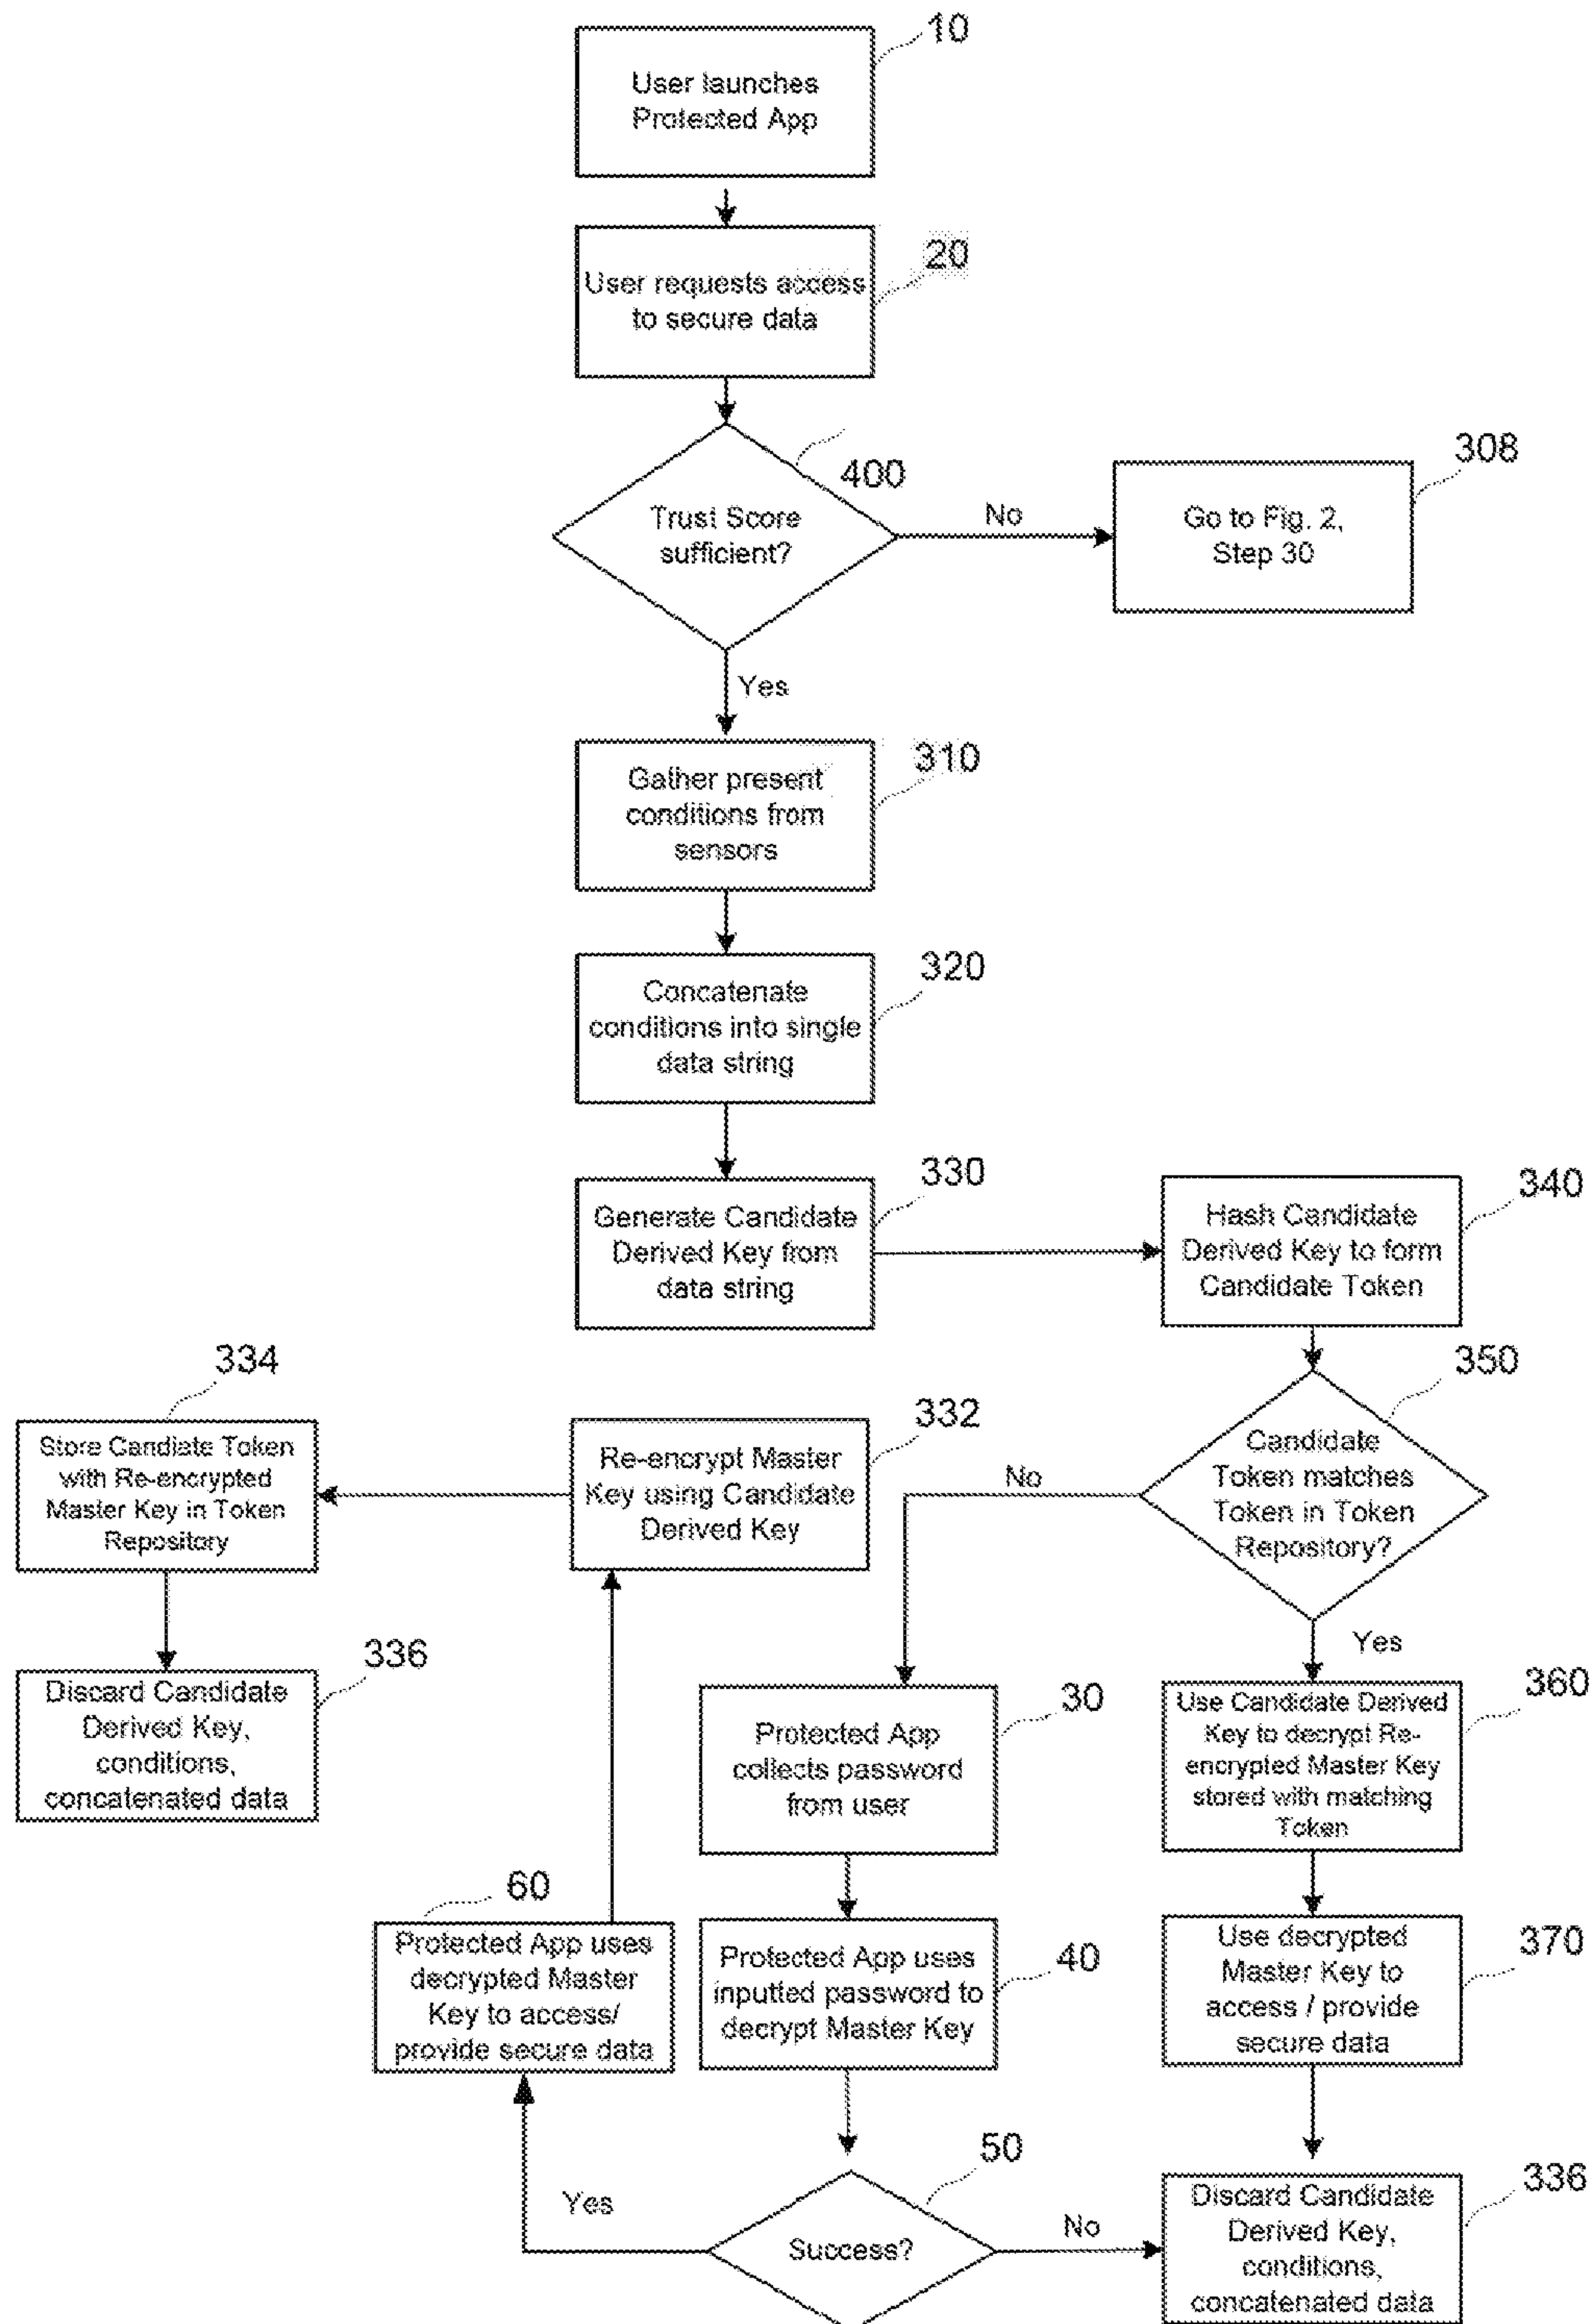 10
User launches
Protected App
20
User requests access
to secure data
400
Trust Score
sufficient?
No
308
Go to Fig. 2,
Step 30
Yes
310
Gather present
conditions from
sensors
320
Concatenate
conditions into single
data string
330
Generate Candidate
Derived Key from
data string
340
Hash Candidate
Derived Key to form
Candidate Token
350
Candidate
Token matches
Token in Token
Repository?
No
Yes
332
Re-encrypt Master
Key using Candidate
Derived Key
334
Store Candiate Token
with Re-encrypted
Master Key in Token
Repository
336
Discard Candidate
Derived Key,
conditions,
concatenated data
30
Protected App
collects password
from user
360
Use Candidate Derived
Key to decrypt Re-
encrypted Master Key
stored with matching
Token
60
Protected App uses
decrypted Master
Key to access/
provide secure data
40
Protected App uses
inputted password to
decrypt Master Key
370
Use decrypted
Master Key to
access / provide
secure data
50
Success?
Yes
No
336
Discard Candidate
Derived Key,
conditions,
concatenated data